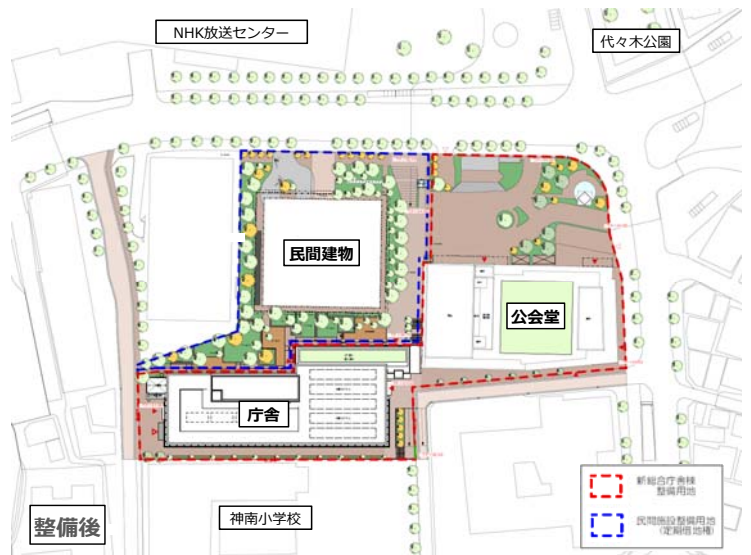 NHK放送センター
代々木公園
民間建物
公会堂
庁舎
整備後
神南小学校
新総合庁舎棟
整備用地
民間施設整備用地
(定期借地権)